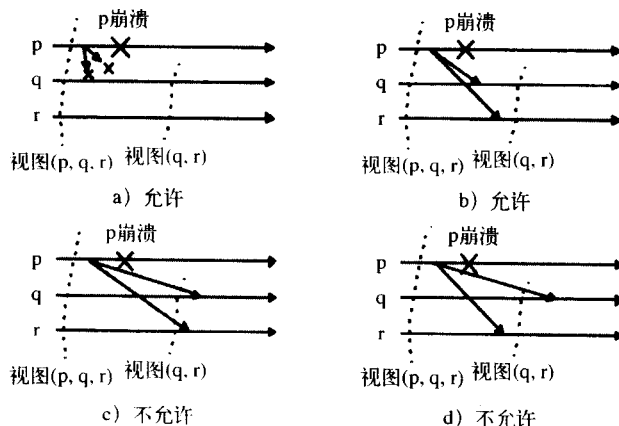 p崩溃
p
q
r
视图(p, q, r) 视图(q, r)
a) 允许
p崩溃
p
q
r
视图(p, q, r) 视图(q, r)
b) 允许
p崩溃
p
q
r
视图(p, q, r) 视图(q, r)
c) 不允许
p崩溃
p
q
r
视图(p, q, r) 视图(q, r)
d) 不允许